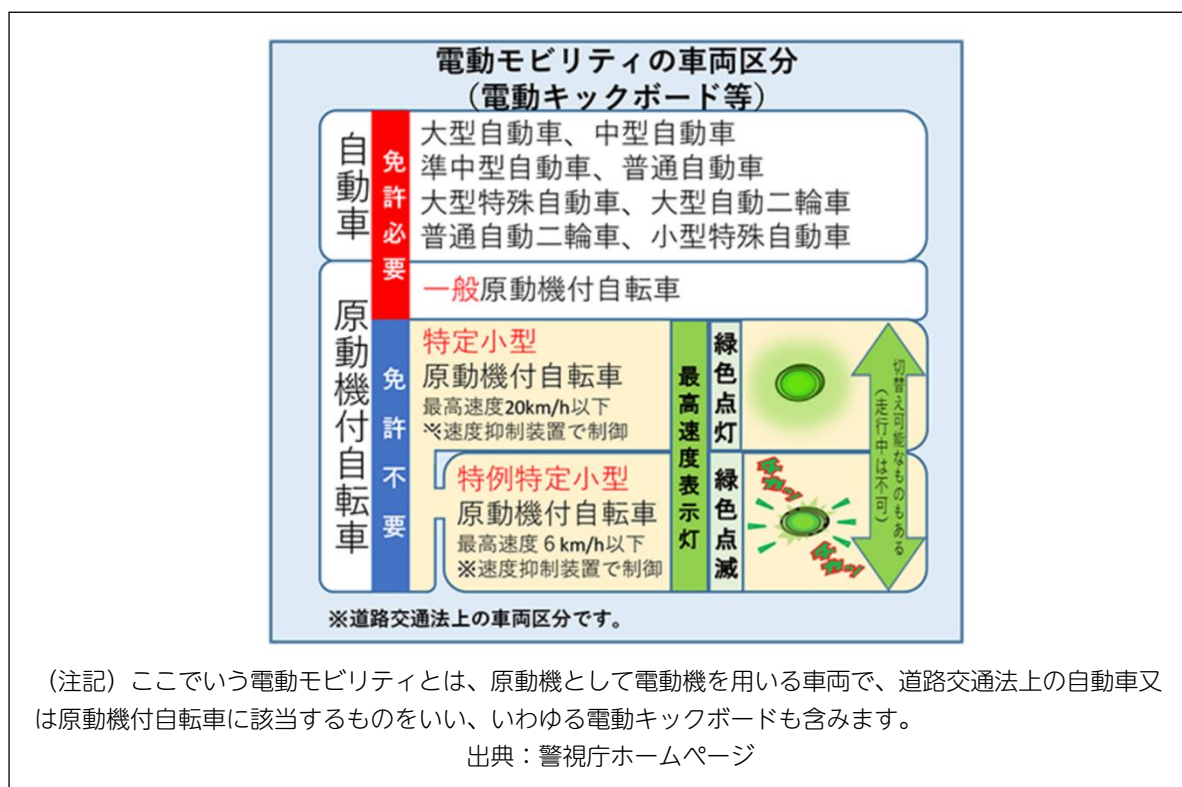 電動モビリティの車両区分
（電動キックボード等）
自動車
免許必要
大型自動車、中型自動車
準中型自動車、普通自動車
大型特殊自動車、大型自動二輪車
普通自動二輪車、小型特殊自動車
原動機付自転車
一般原動機付自転車
免許不要
特定小型
原動機付自転車
最高速度20km/h以下
※速度抑制装置で制御
特例特定小型
原動機付自転車
最高速度６km/h以下
※速度抑制装置で制御
最高速度表示灯
緑色点灯
緑色点滅
チカッ
チカッ
切替え可能なものもある
（走行中は不可）
※道路交通法上の車両区分です。
（注記）ここでいう電動モビリティとは、原動機として電動機を用いる車両で、道路交通法上の自動車又
は原動機付自転車に該当するものをいい、いわゆる電動キックボードも含みます。
出典：警視庁ホームページ